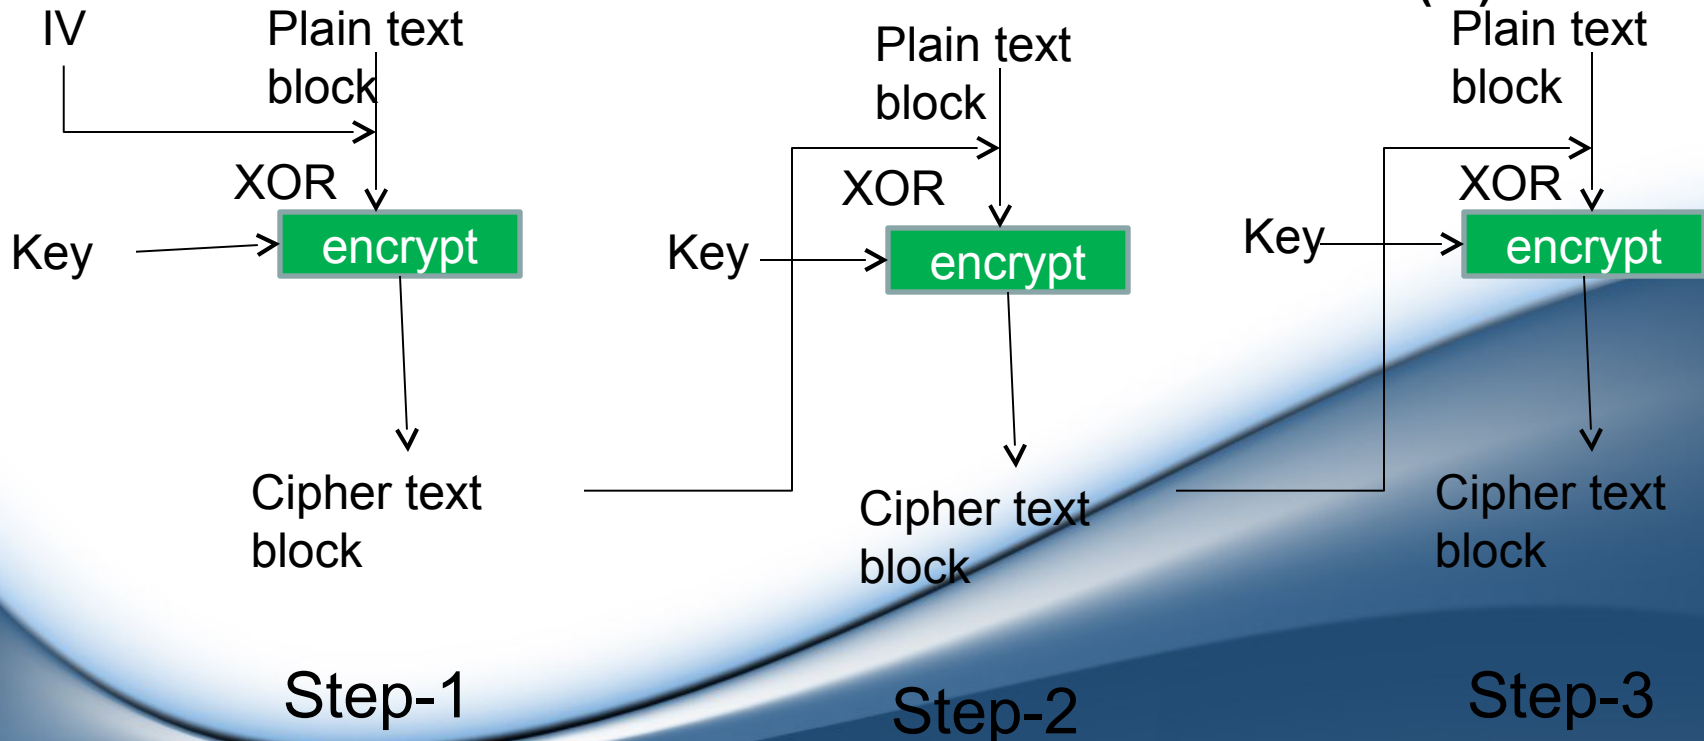 IV
Plain text
block
XOR
Key
encrypt
Cipher text
block
Step-1
Plain text
block
XOR
Key
encrypt
Cipher text
block
Step-2
Plain text
block
XOR
Key
encrypt
Cipher text
block
Step-3